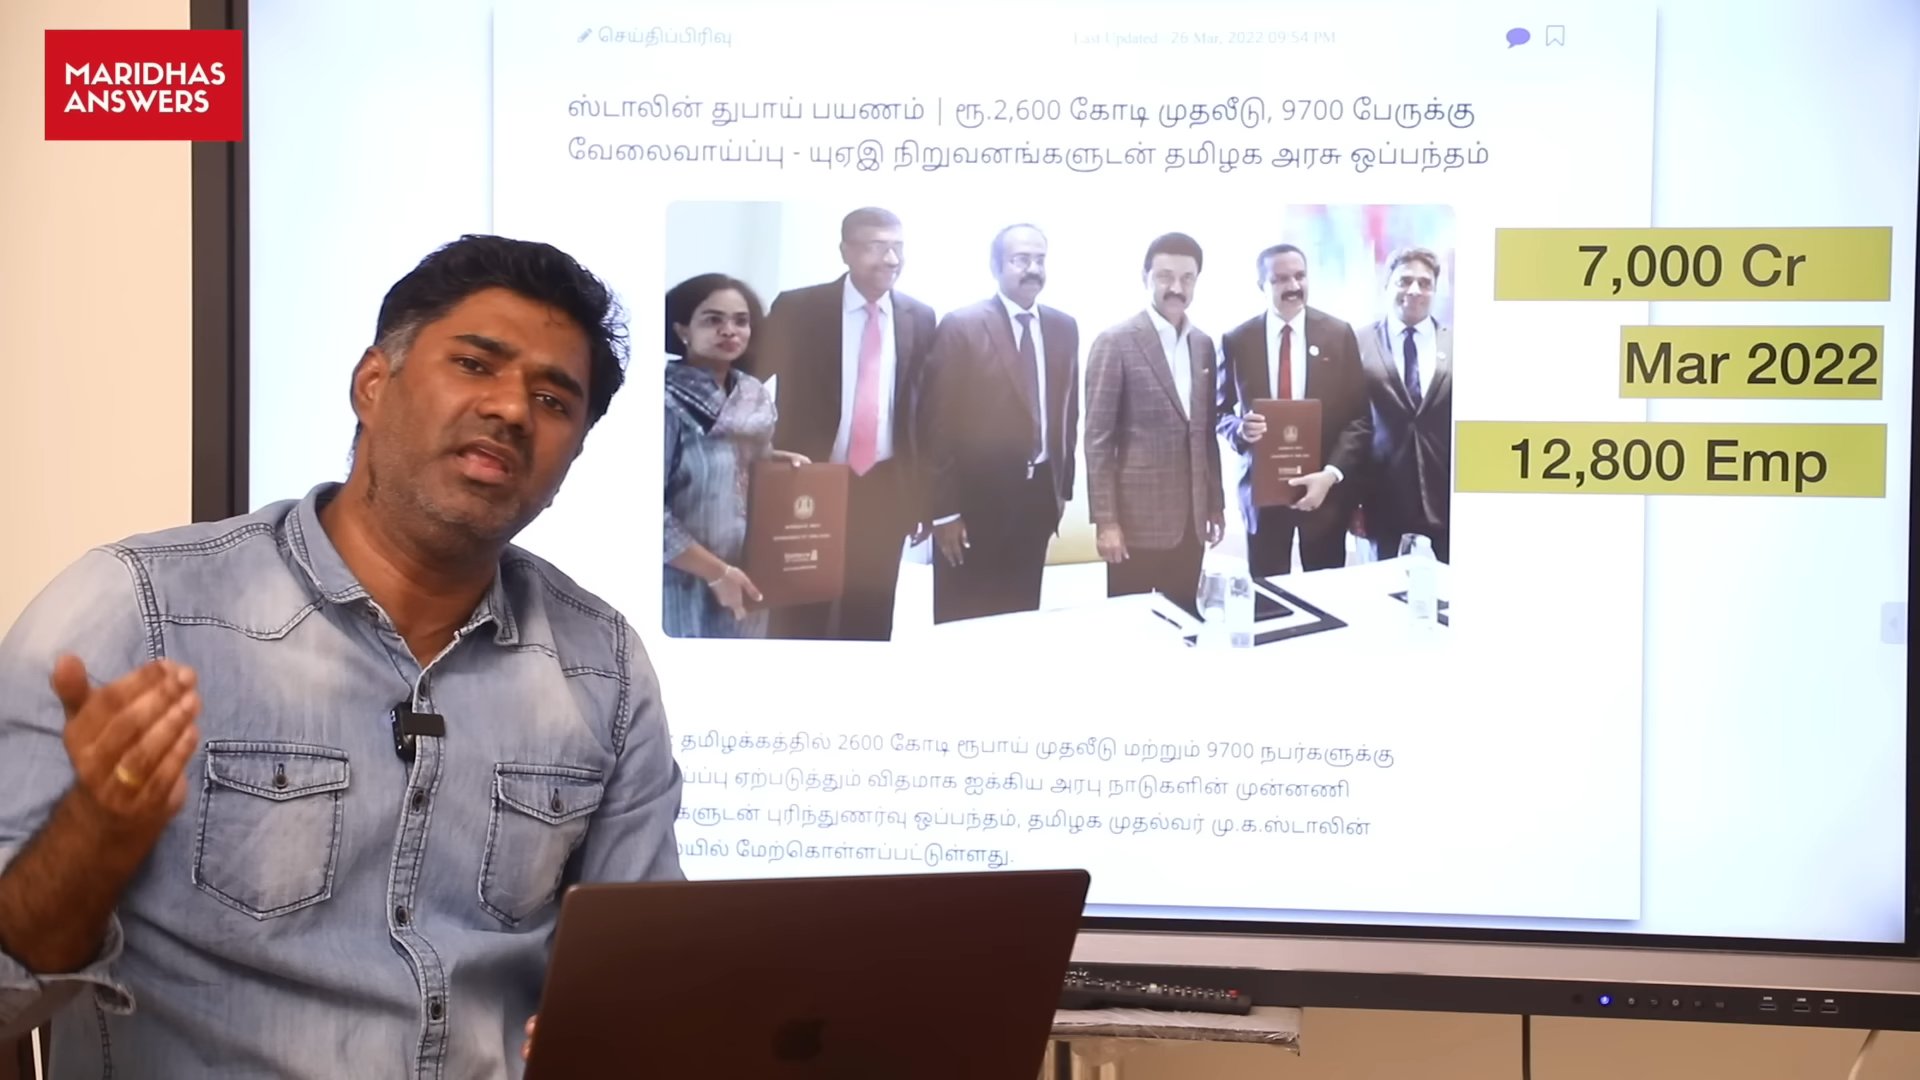 MARIDHAS
ANSWERS
செய்திப்பிரிவு
Last Updated : 26 Mar, 2022 09:54 PM
ஸ்டாலின் துபாய் பயணம் | ரூ.2,600 கோடி முதலீடு, 9700 பேருக்கு
வேலைவாய்ப்பு - யுஏஇ நிறுவனங்களுடன் தமிழக அரசு ஒப்பந்தம்
7,000 Cr
Mar 2022
12,800 Emp
தமிழக்கத்தில் 2600 கோடி ரூபாய் முதலீடு மற்றும் 9700 நபர்களுக்கு
ஏற்படுத்தும் விதமாக ஐக்கிய அரபு நாடுகளின் முன்னணி
புரிந்துணர்வு ஒப்பந்தம், தமிழக முதல்வர் மு.க.ஸ்டாலின்
மேற்கொள்ளப்பட்டுள்ளது.